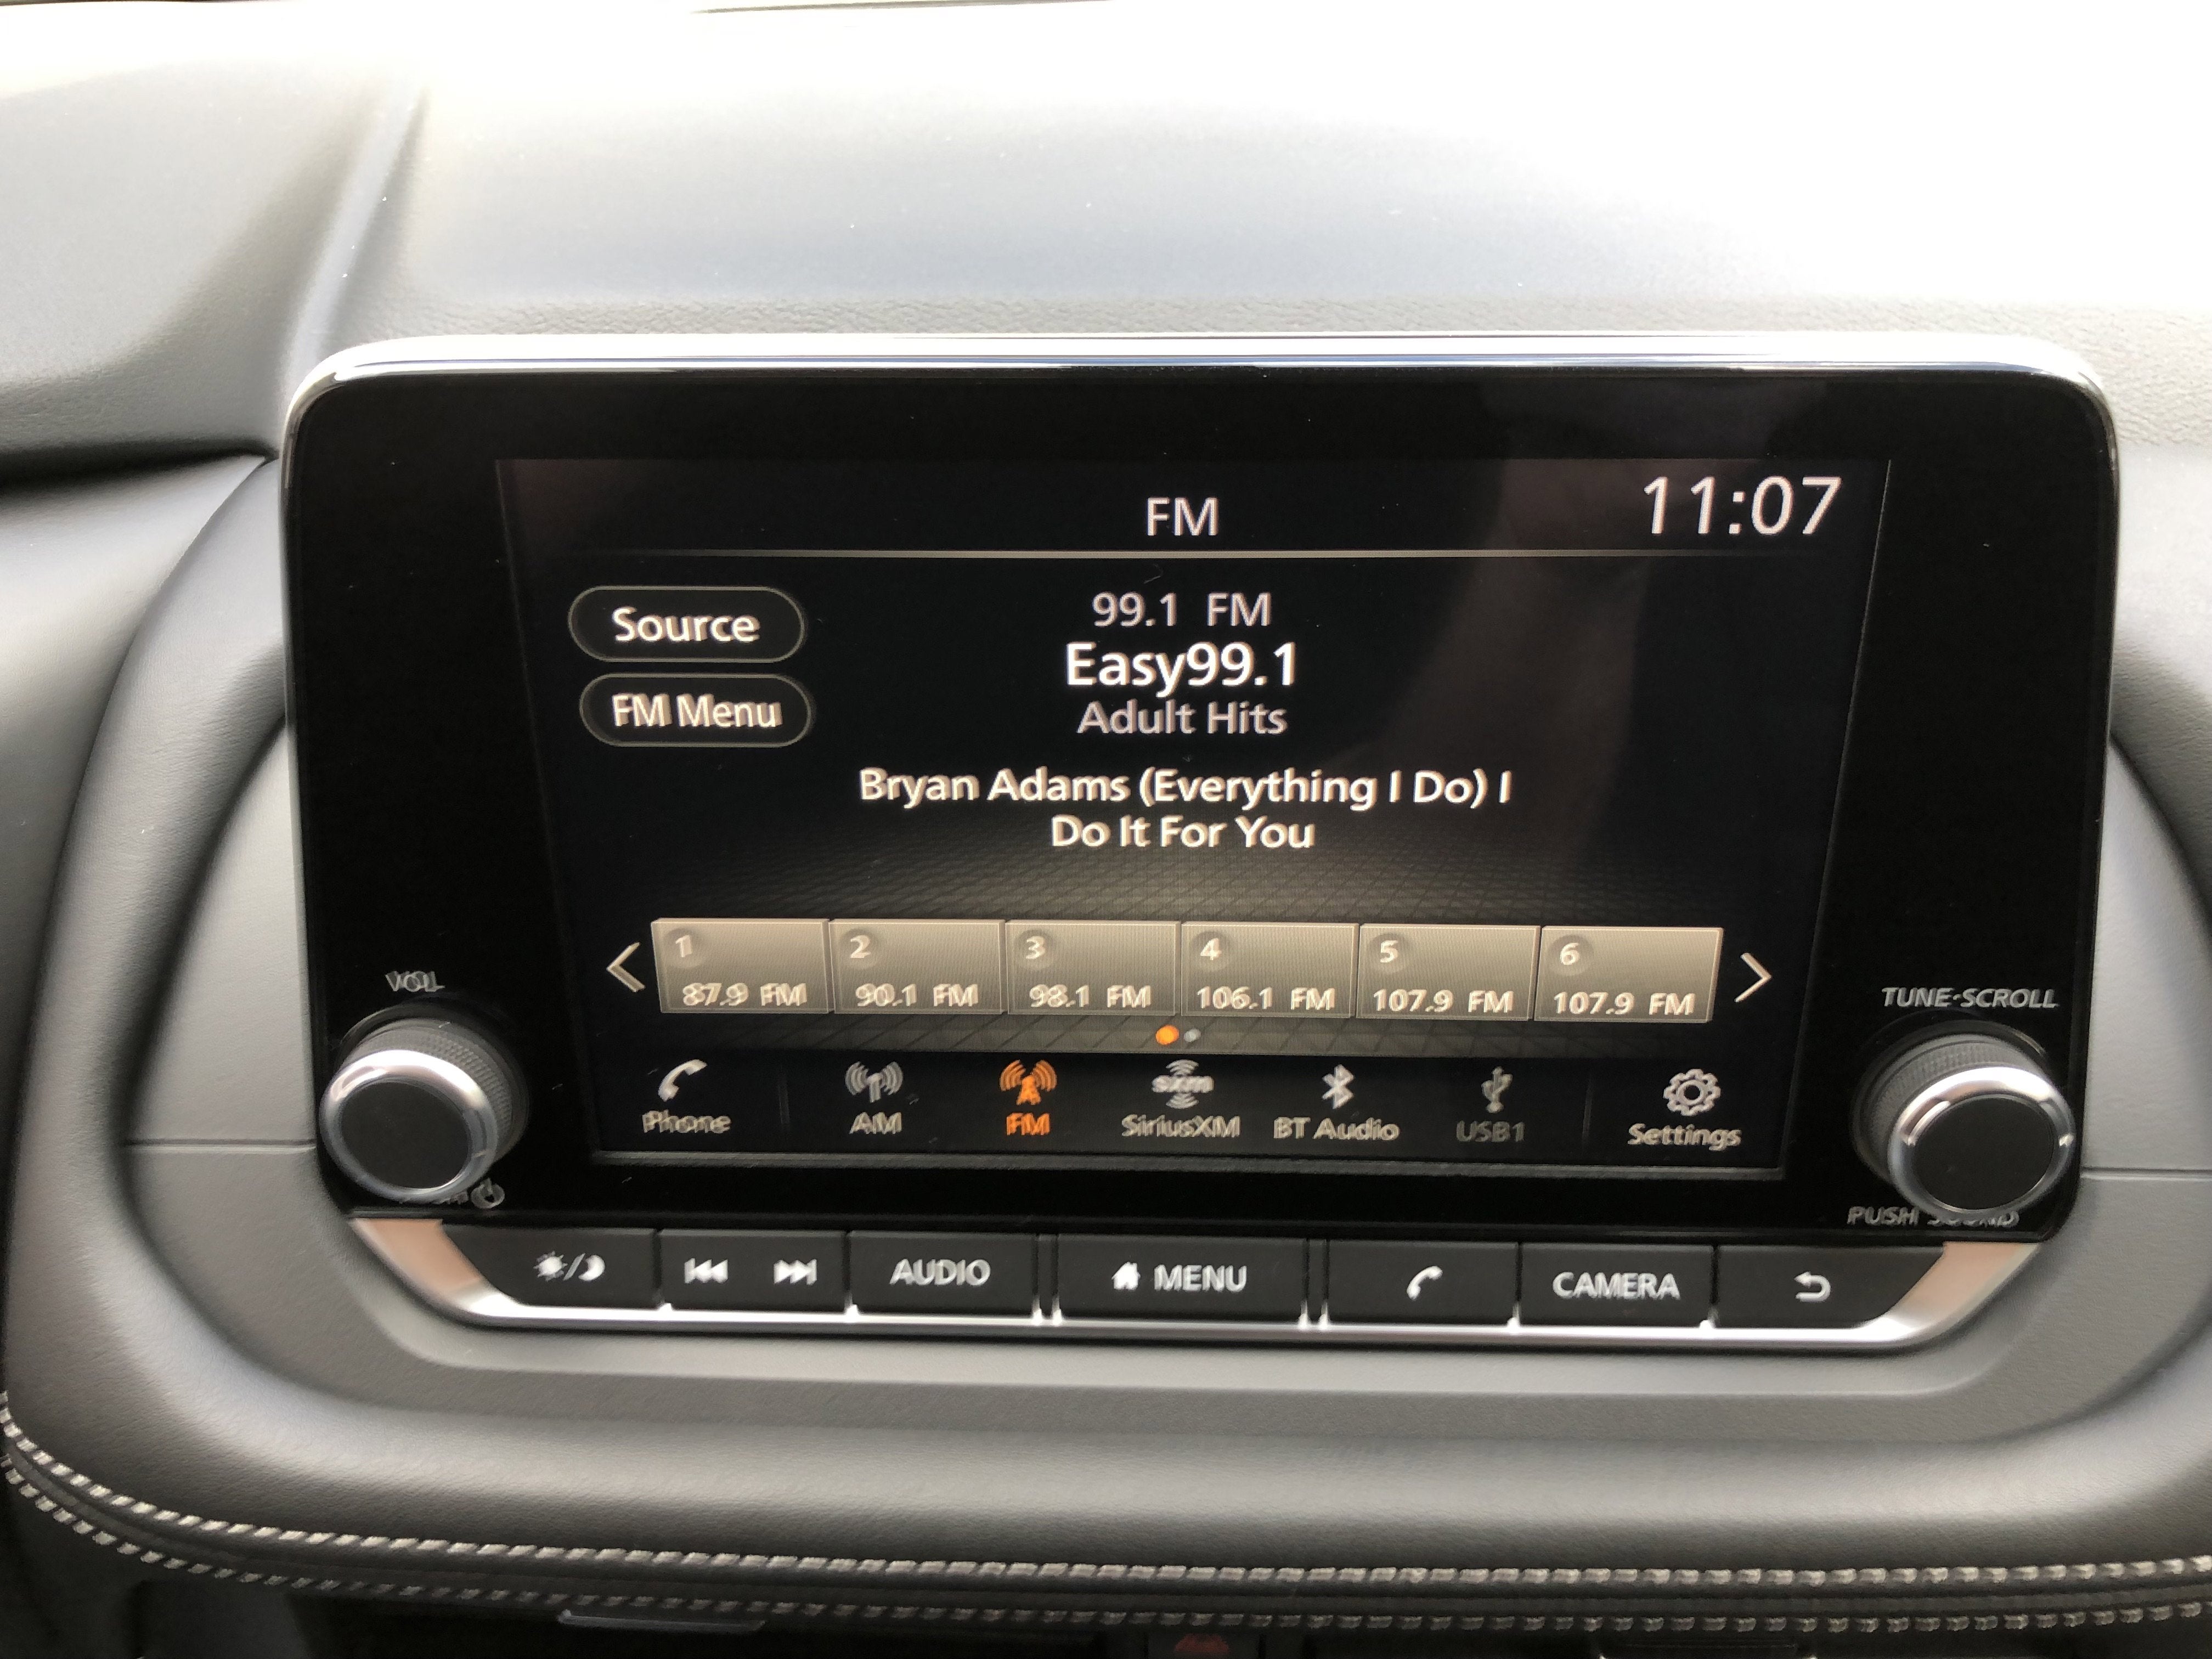 FM
11:07
Source
99.1 FM
Easy99.1
FM Menu
Adult Hits
Bryan Adams (Everything I Do) I
Do It For You
1
2
3
4
5
6
87.9 FM
90.1 FM
98.1 FM
106.1 FM
107.9 FM
107.9 FM
VOL
TUNE·SCROLL
Phone
AM
FM
sxm
SiriusXM
BT Audio
USB1
Settings
PUSH SOUND
AUDIO
MENU
CAMERA